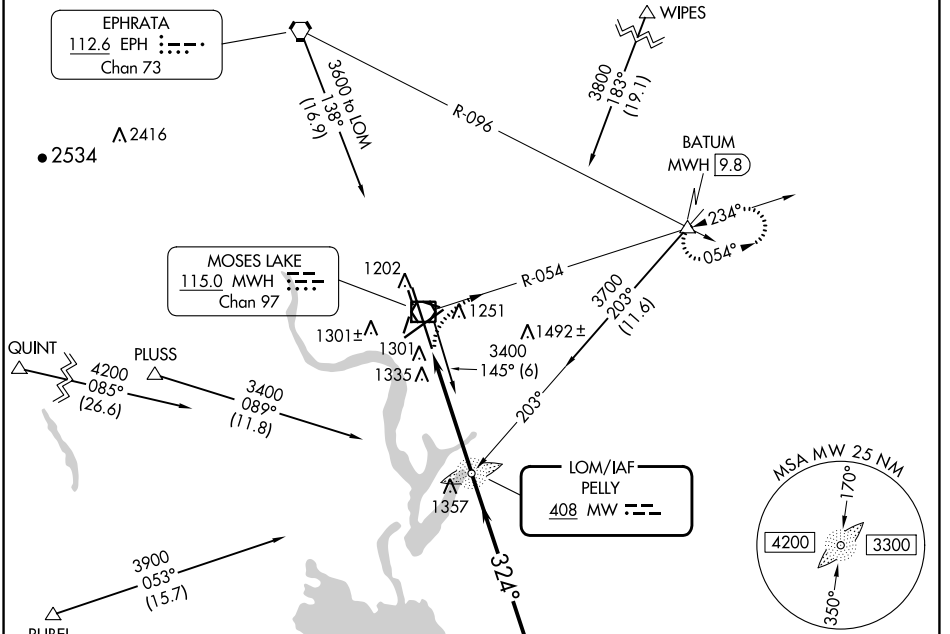 EPHRATA
112.6 EPH
Chan 73
WIPES
3600 to LOM
138°
(16.9)
3800
183°
(19.1)
R-096
2416
2534
BATUM
MWH 9.8
234°
054°
MOSES LAKE
115.0 MWH
Chan 97
1202
R-054
1251
3700
203°
(11.6)
1301±
1492±
1301
3400
145° (6)
1335
QUINT
PLUSS
4200
085°
(26.6)
3400
089°
(11.8)
203°
LOM/IAF
PELLY
408 MW
1357
MSA MW 25 NM
170°
4200
3300
350°
324°
3900
053°
(15.7)